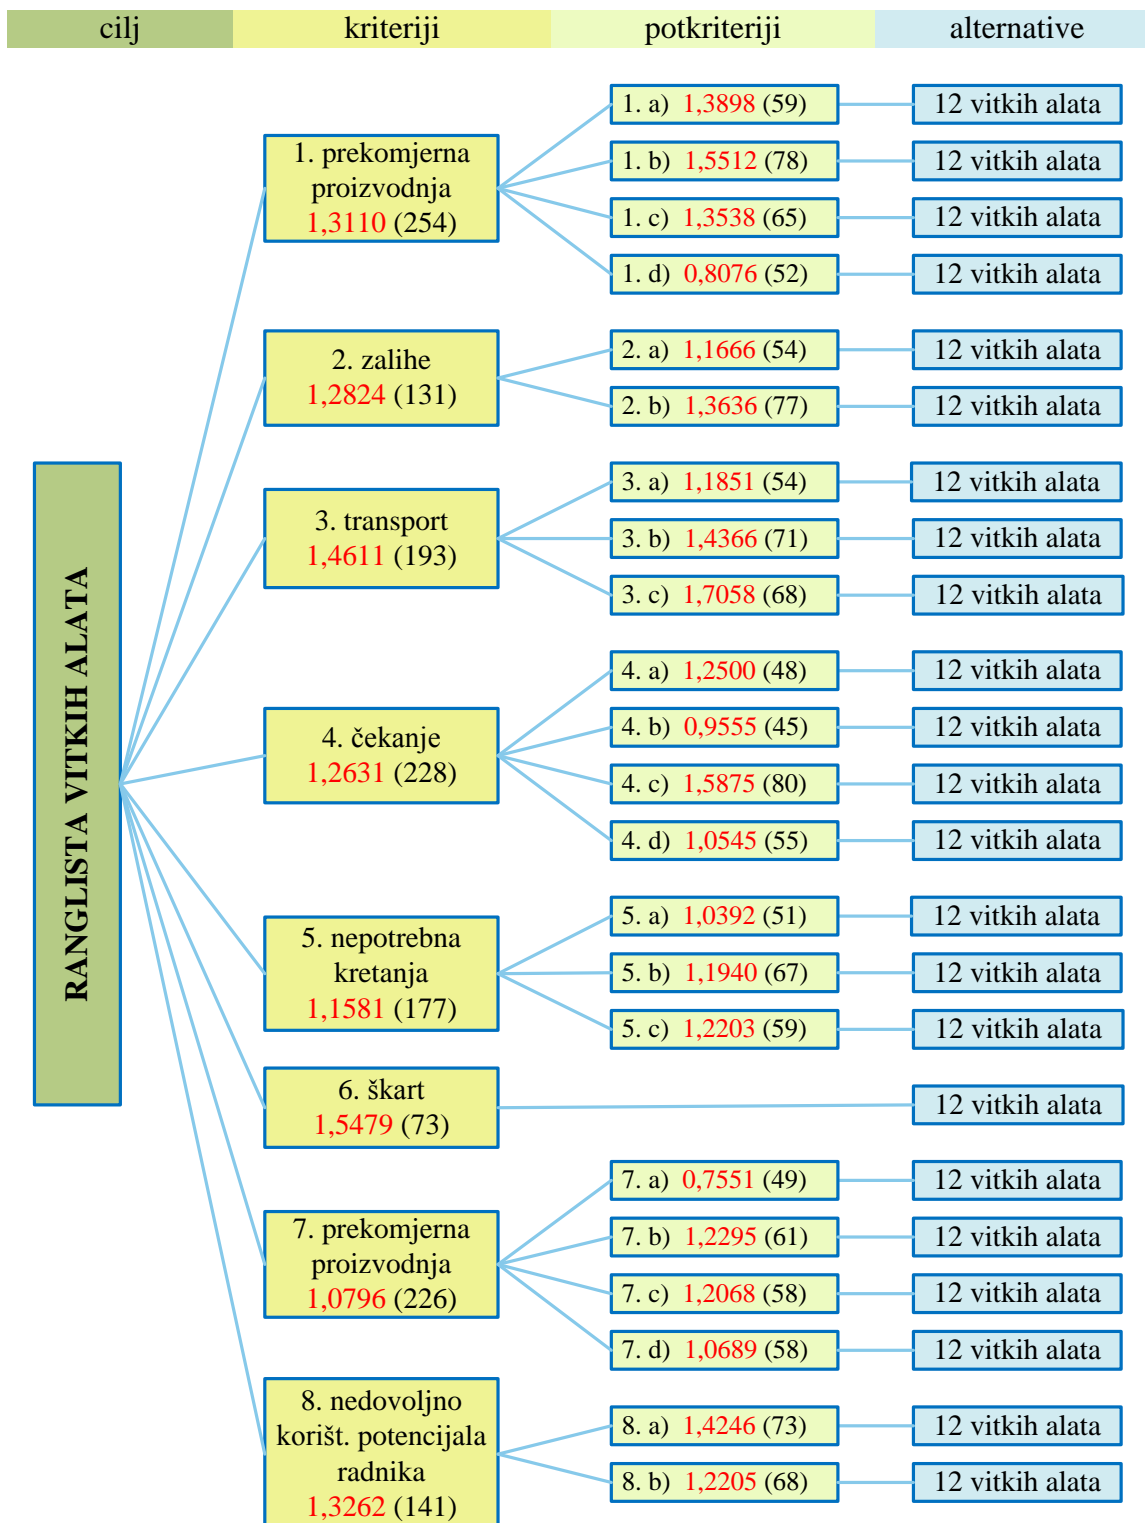 cilj kriteriji potkriteriji alternative
RANGLISTA VITKIH ALATA
1. prekomjerna
proizvodnja
1,3110 (254)
1. a) 1,3898 (59) 12 vitkih alata
1. b) 1,5512 (78) 12 vitkih alata
1. c) 1,3538 (65) 12 vitkih alata
1. d) 0,8076 (52) 12 vitkih alata
2. zalihe
1,2824 (131)
2. a) 1,1666 (54) 12 vitkih alata
2. b) 1,3636 (77) 12 vitkih alata
3. transport
1,4611 (193)
3. a) 1,1851 (54) 12 vitkih alata
3. b) 1,4366 (71) 12 vitkih alata
3. c) 1,7058 (68) 12 vitkih alata
4. čekanje
1,2631 (228)
4. a) 1,2500 (48) 12 vitkih alata
4. b) 0,9555 (45) 12 vitkih alata
4. c) 1,5875 (80) 12 vitkih alata
4. d) 1,0545 (55) 12 vitkih alata
5. nepotrebna
kretanja
1,1581 (177)
5. a) 1,0392 (51) 12 vitkih alata
5. b) 1,1940 (67) 12 vitkih alata
5. c) 1,2203 (59) 12 vitkih alata
6. škart
1,5479 (73)
12 vitkih alata
7. prekomjerna
proizvodnja
1,0796 (226)
7. a) 0,7551 (49) 12 vitkih alata
7. b) 1,2295 (61) 12 vitkih alata
7. c) 1,2068 (58) 12 vitkih alata
7. d) 1,0689 (58) 12 vitkih alata
8. nedovoljno
korišt. potencijala
radnika
1,3262 (141)
8. a) 1,4246 (73) 12 vitkih alata
8. b) 1,2205 (68) 12 vitkih alata